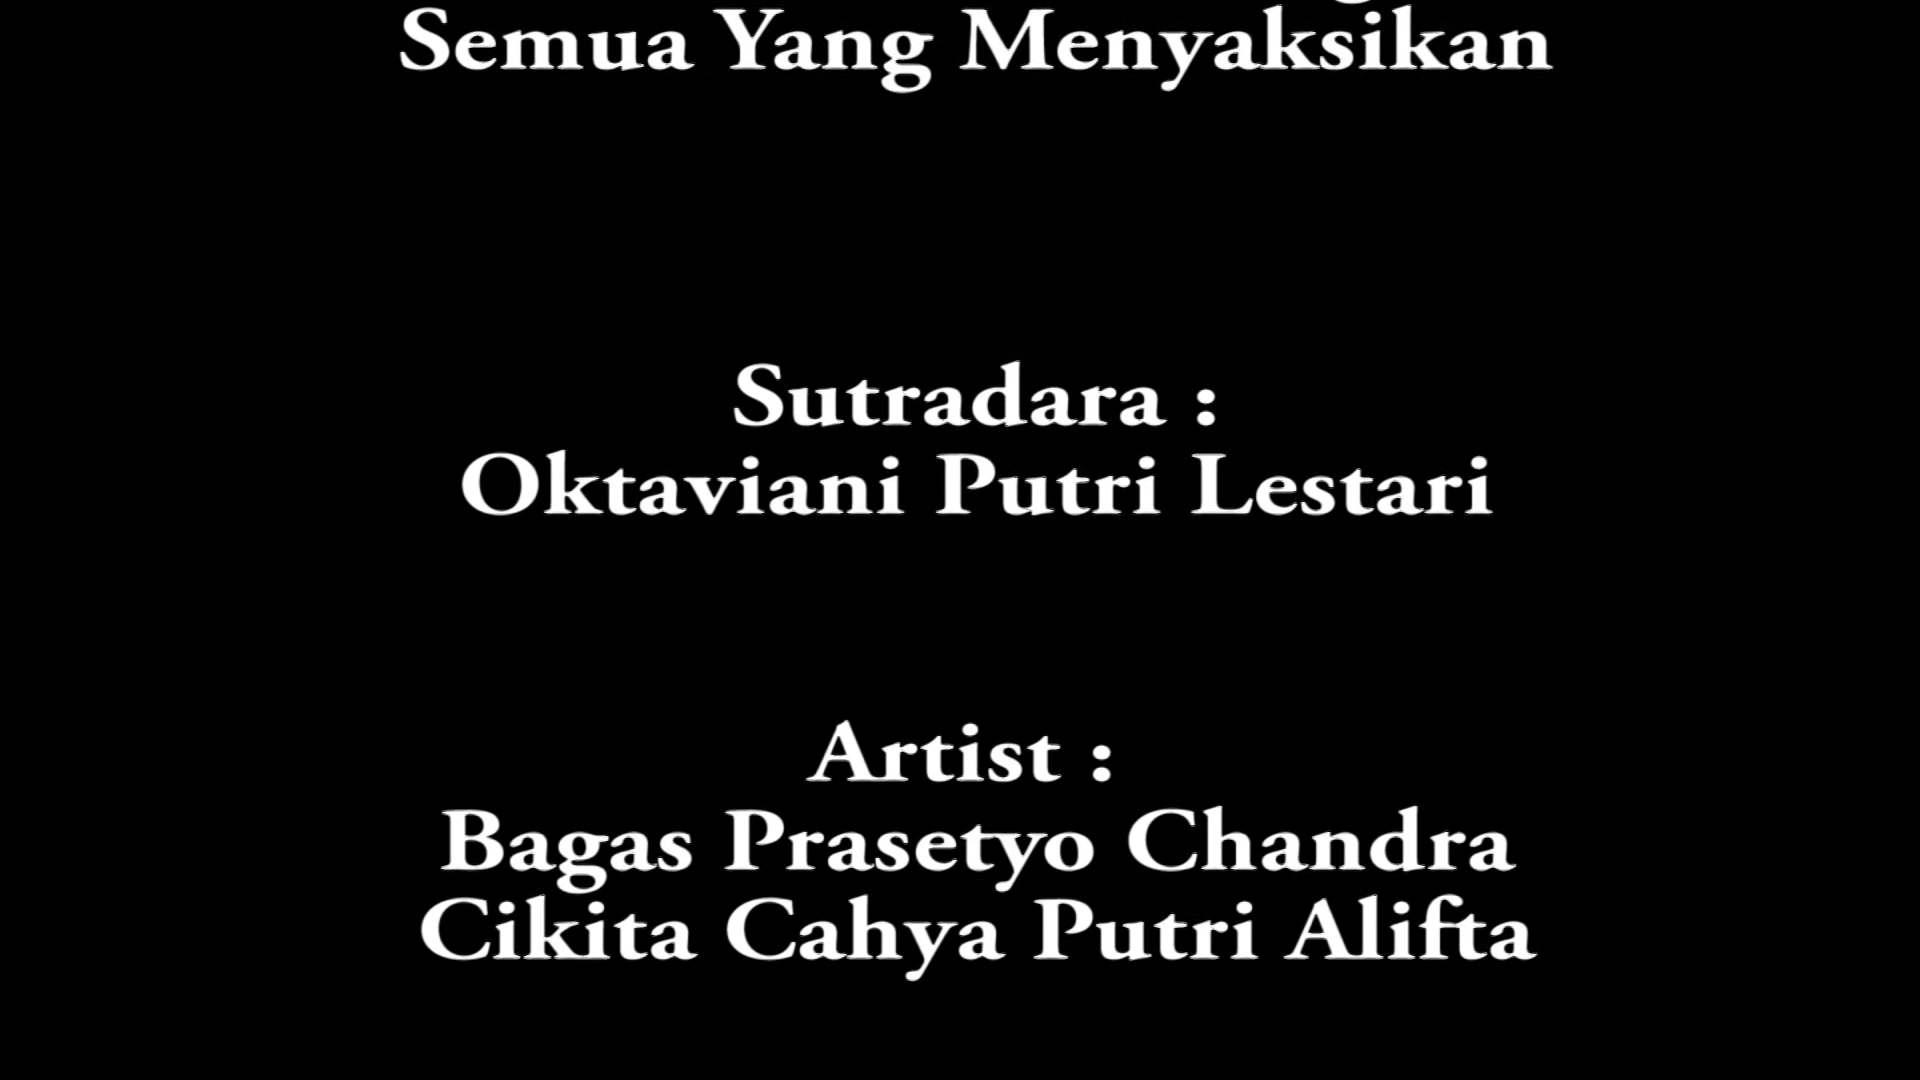 Semua Yang Menyaksikan
Sutradara :
Oktaviani Putri Lestari
Artist :
Bagas Prasetyo Chandra
Cikita Cahya Putri Alifta